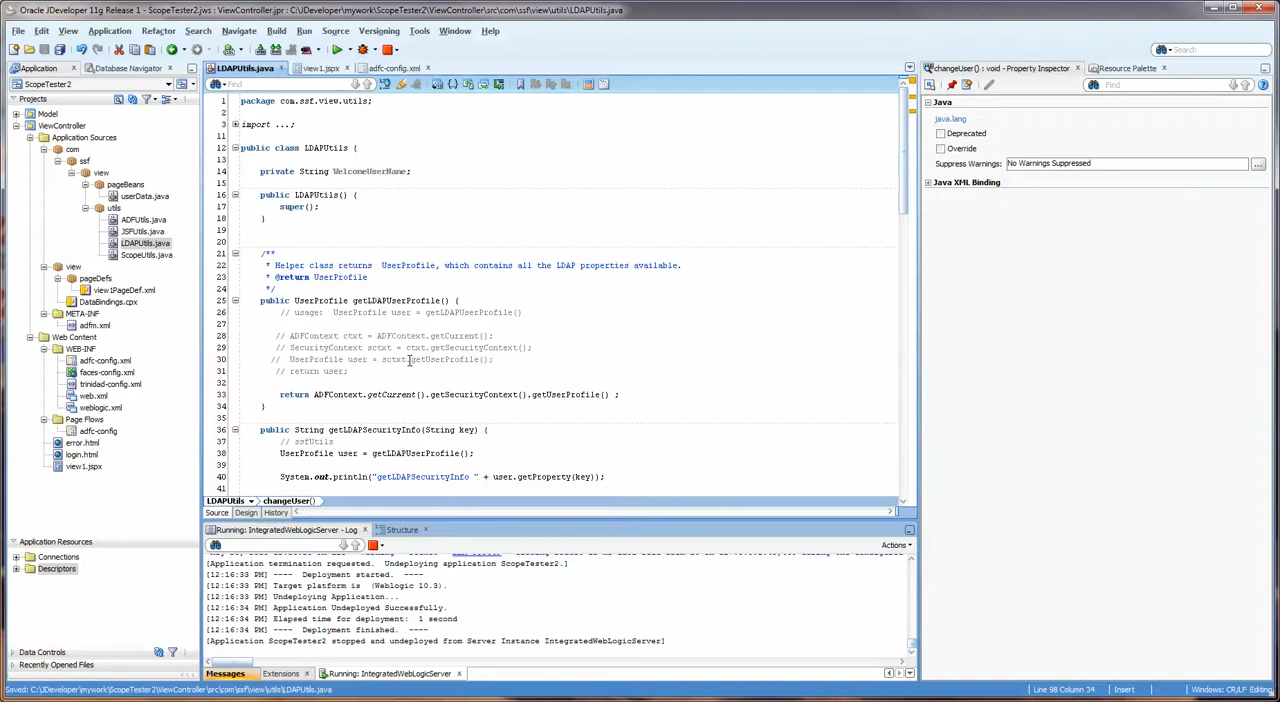 Oracle JDeveloper 11g Release 1 - ScopeTester2.jws : ViewController.jpr : C:\JDeveloper\mywork\ScopeTester2\ViewController\src\com\ssf\view\utils\LDAPUtils.java
File Edit View Application Refactor Search Navigate Build Run Source Versioning Tools Window Help
Search
Application
Database Navigator
ScopeTester2
Projects
Model
ViewController
Application Sources
com
ssf
view
pageBeans
userData.java
utils
ADFUtils.java
JSFUtils.java
LDAPUtils.java
ScopeUtils.java
view
pageDefs
view1PageDef.xml
DataBindings.cpx
META-INF
adfm.xml
Web Content
WEB-INF
adfc-config.xml
faces-config.xml
trinidad-config.xml
web.xml
weblogic.xml
Page Flows
adfc-config
error.html
login.html
view1.jspx
Application Resources
Connections
Descriptors
Data Controls
Recently Opened Files
LDAPUtils.java
view1.jspx
adfc-config.xml
Find
1 package com.ssf.view.utils;
2
3 import ...;
11
12 public class LDAPUtils {
13
14 private String WelcomeUserName;
15
16 public LDAPUtils() {
17 super();
18 }
19
20
21 /**
22 * Helper class returns  UserProfile, which contains all the LDAP properties available.
23 * @return UserProfile
24 */
25 public UserProfile getLDAPUserProfile() {
26 // usage:  UserProfile user = getLDAPUserProfile()
27
28 // ADFContext ctxt = ADFContext.getCurrent();
29 // SecurityContext sctxt = ctxt.getSecurityContext();
30 //  UserProfile user = sctxt.getUserProfile();
31 // return user;
32
33 return ADFContext.getCurrent().getSecurityContext().getUserProfile() ;
34 }
35
36 public String getLDAPSecurityInfo(String key) {
37 // ssfUtils
38 UserProfile user = getLDAPUserProfile();
39
40 System.out.println("getLDAPSecurityInfo " + user.getProperty(key));
41
LDAPUtils changeUser()
Source Design History
Running: IntegratedWebLogicServer - Log
Structure
Actions
[Application termination requested.  Undeploying application ScopeTester2.]
[12:16:33 PM] ----  Deployment started.  ----
[12:16:33 PM] Target platform is  (Weblogic 10.3).
[12:16:33 PM] Undeploying Application...
[12:16:34 PM] Application Undeployed Successfully.
[12:16:34 PM] Elapsed time for deployment:  1 second
[12:16:34 PM] ----  Deployment finished.  ----
[Application ScopeTester2 stopped and undeployed from Server Instance IntegratedWebLogicServer]
Messages Extensions Running: IntegratedWebLogicServer
changeUser() : void - Property Inspector
Resource Palette
Find
Java
java.lang
Deprecated
Override
Suppress Warnings: No Warnings Suppressed ...
Java XML Binding
Saved: C:\JDeveloper\mywork\ScopeTester2\ViewController\src\com\ssf\view\utils\LDAPUtils.java
Line 98 Column 34 Insert Windows: CR/LF Editing